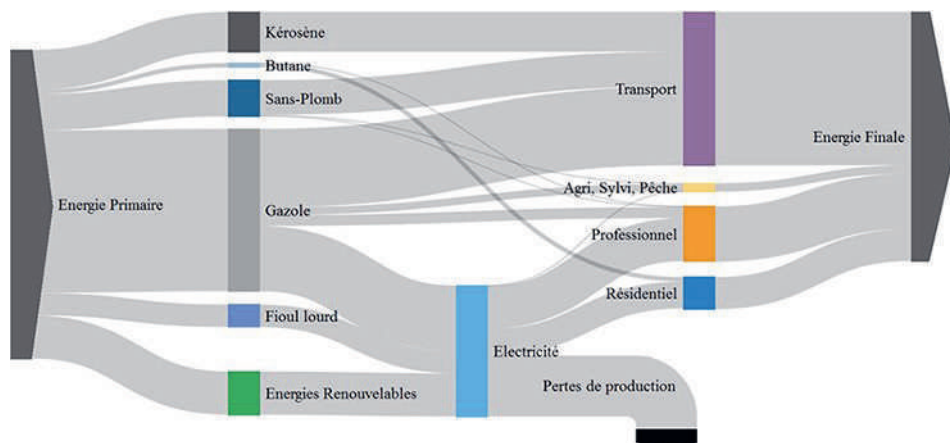 Kérosène
Butane
Sans-Plomb
Transport
Energie Finale
Agri, Sylvi, Pêche
Energie Primaire
Gazole
Professionnel
Résidentiel
Fioul lourd
Electricité
Energies Renouvelables
Pertes de production